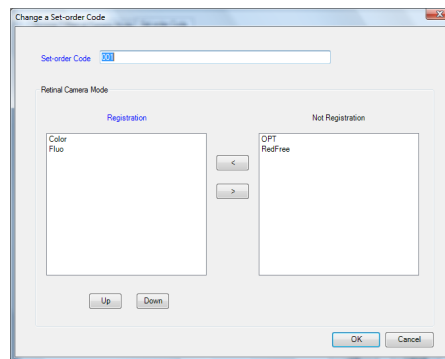 Change a Set-order Code
Set-order Code 001
Retinal Camera Mode
Registration Not Registration
Color
Fluo
OPT
RedFree
<
>
Up Down
OK Cancel